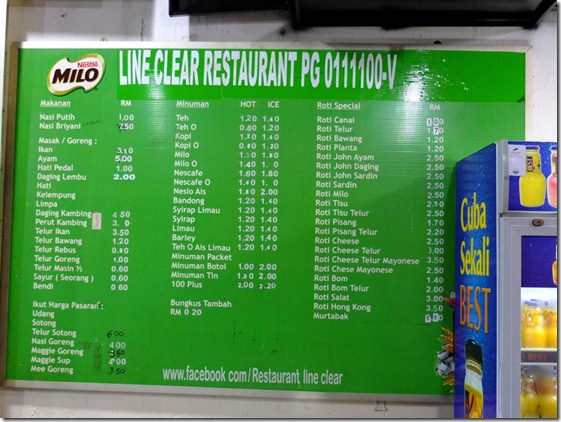 Nestle
MILO
LINE CLEAR RESTAURANT PG 0111100-V
Makanan RM
Nasi Putih 1.00
Nasi Briyani
Masak / Goreng :
Ikan
Ayam 5.00
Hati Pedal 1.00
Daging Lembu 2.00
Hati
Kelempung
Limpa
Daging Kambing 4 50
Perut Kambing
Telur Ikan 3.50
Telur Bawang 1.20
Telur Rebus
Telur Goreng 1.00
Telur Masin ½ 0.60
Sayur ( Seorang ) 0.60
Bendi 0 60
Ikut Harga Pasaran :
Udang
Sotong
Telur Sotong
Nasi Goreng
Maggie Goreng
Maggie Sup
Mee Goreng
Minuman HOT ICE
Teh 1.20 1.40
Teh O 0.80 1.20
Kopi 1.20 1.40
Kopi O 1.20
Milo 1.80
Milo O 1.40
Nescafe 1.60 1.80
Nescafe O 1.40
Neslo Ais 2.00
Bandong 1.20 1.40
Syirap Limau 1.20 1.40
Syirap 1.20 1.40
Limau 1.20 1.40
Barley 1.20 1.40
Teh O Ais Limau 1.20 1.40
Minuman Packet
Minuman Botol 1.00 2.00
Minuman Tin 1.80 2.00
100 Plus 2.00 2.20
Bungkus Tambah
RM 0 20
Roti Special RM
Roti Canai
Roti Telur
Roti Bawang 1.20
Roti Planta 1.20
Roti John Ayam 2.50
Roti John Daging 2.50
Roti John Sardin 2.50
Roti Sardin 2.50
Roti Milo 2.50
Roti Tisu
Roti Tisu Telur 2.50
Roti Pisang
Roti Pisang Telur 2.20
Roti Cheese 2.50
Roti Cheese Telur 3.00
Roti Cheese Telur Mayonese 3.50
Roti Chese Mayonese 2.50
Roti Bom 1.40
Roti Bom Telur 2.00
Roti Salat 3.00
Roti Hong Kong 3.50
Murtabak
www.facebook.com/Restaurant line clear
Cuba
Sekali
BEST
BEST